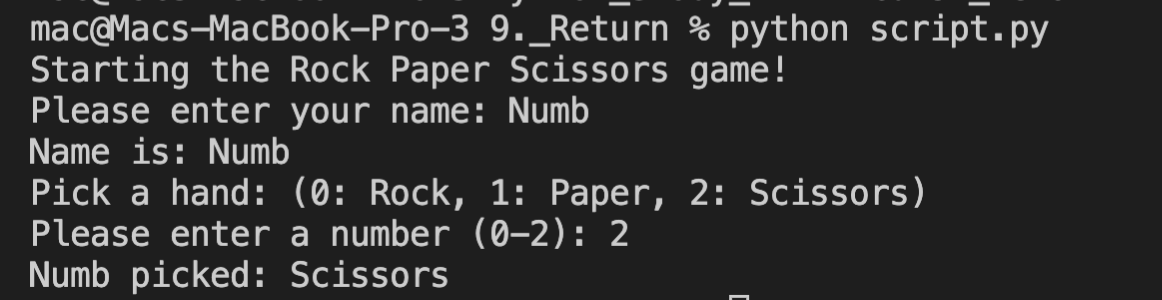 mac@Macs-MacBook-Pro-3 9._Return % python script.py
Starting the Rock Paper Scissors game!
Please enter your name: Numb
Name is: Numb
Pick a hand: (0: Rock, 1: Paper, 2: Scissors)
Please enter a number (0-2): 2
Numb picked: Scissors